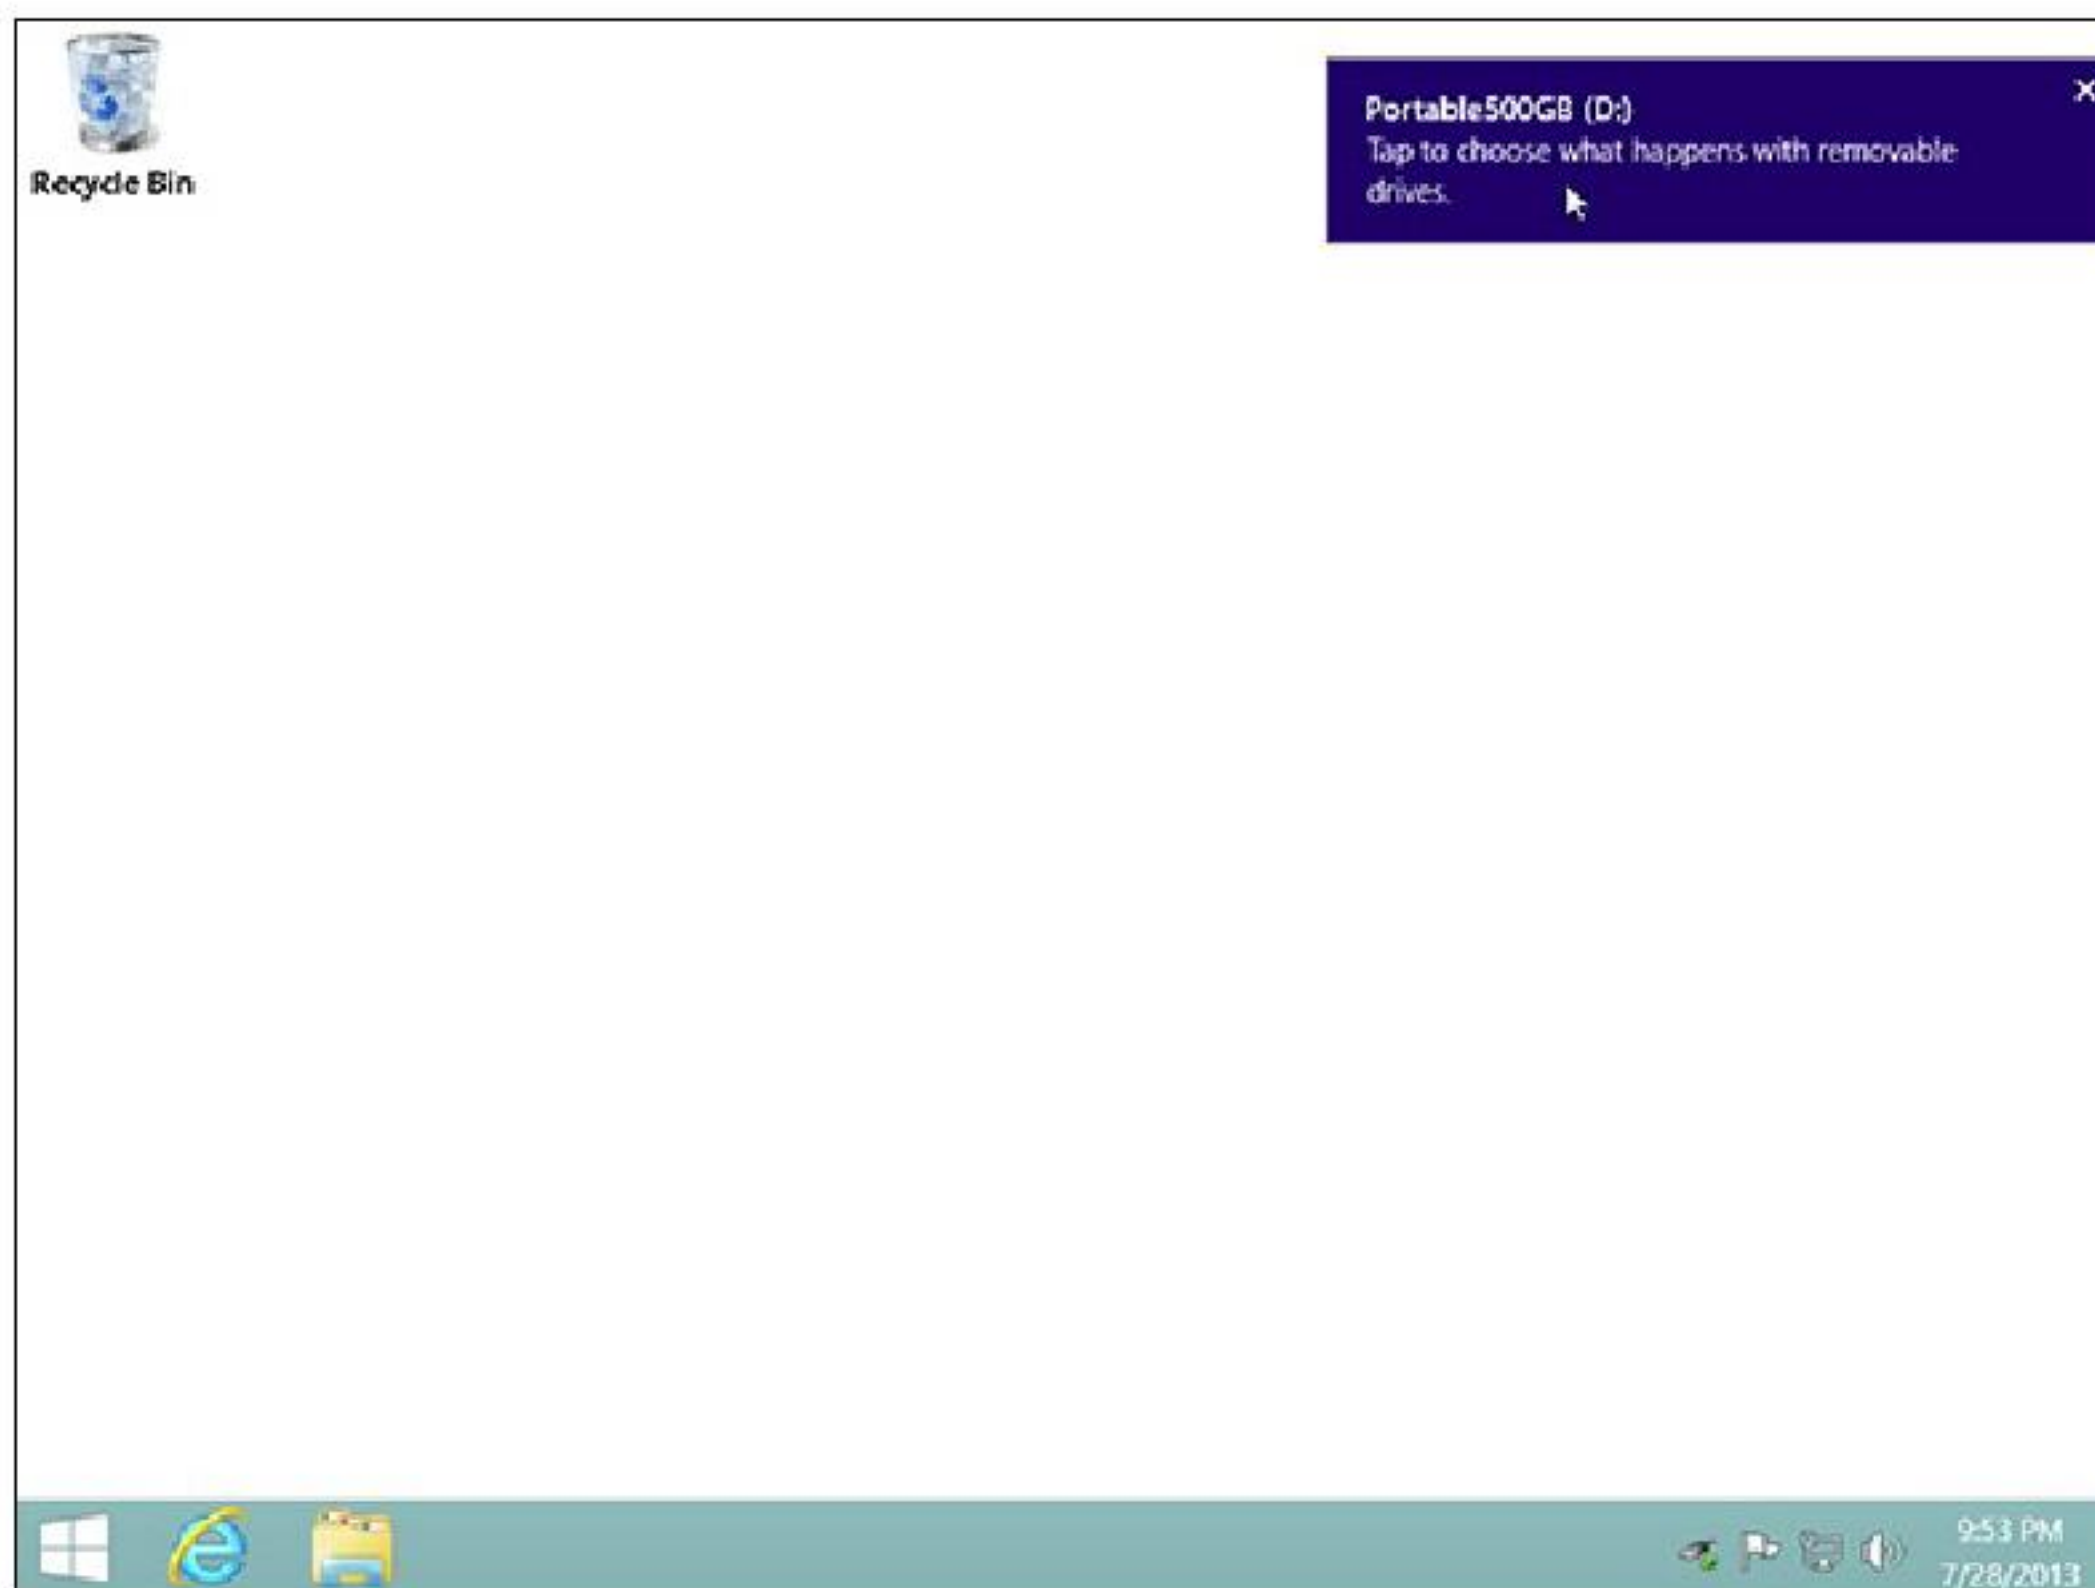 Recycle Bin
Portable500GB (D:)
Tap to choose what happens with removable
drives.
9:53 PM
7/28/2013